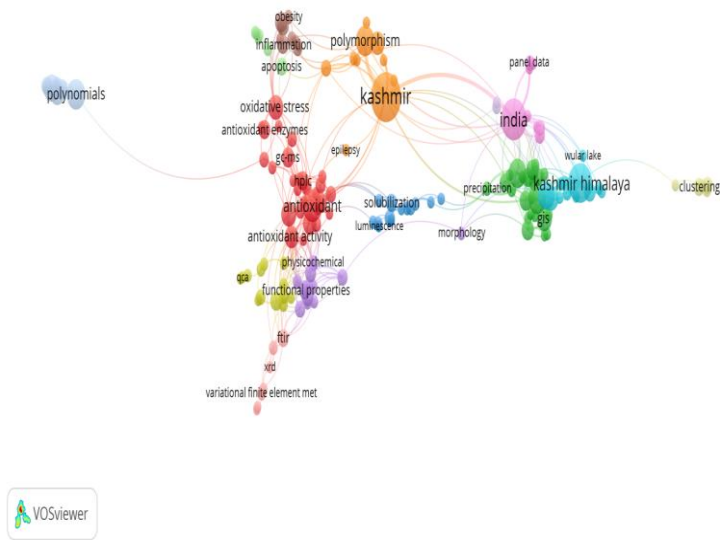 obesity
inflammation
polymorphism
apoptosis
panel data
polynomials
kashmir
oxidative stress
india
antioxidant enzymes
epilepsy
gc-ms
wular lake
hplc
precipitation
kashmir himalaya
clustering
antioxidant
solubilization
gis
luminescence
morphology
antioxidant activity
physicochemical
qca
functional properties
ftir
xrd
variational finite element met
VOSviewer